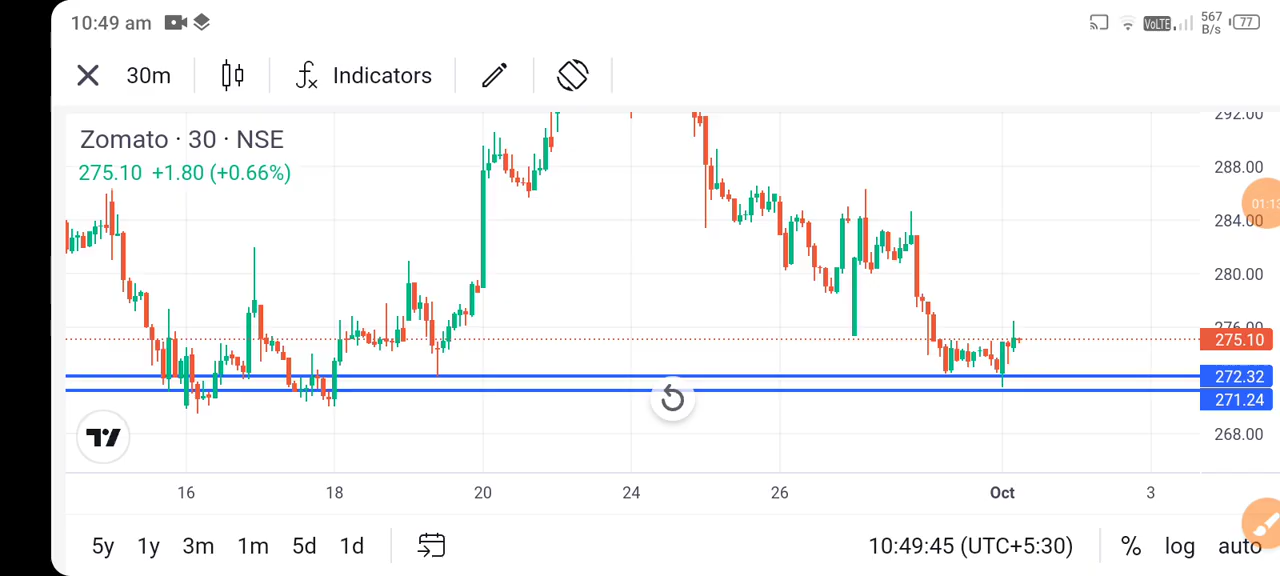 10:49 am VoLTE 567 B/s 77
30m Indicators
292.00
Zomato · 30 · NSE
275.10 +1.80 (+0.66%)
288.00
284.00
280.00
276.00
275.10
272.32
271.24
268.00
16 18 20 24 26 Oct 3
5y 1y 3m 1m 5d 1d 10:49:45 (UTC+5:30) % log auto